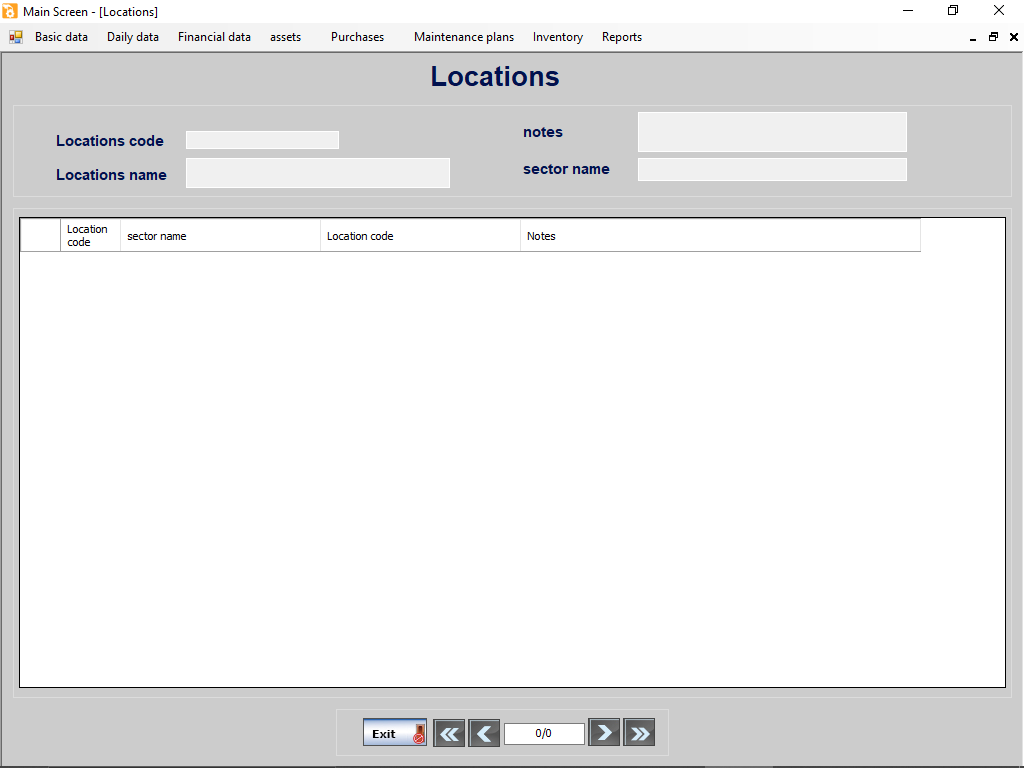 Main Screen - [Locations]
Basic data Daily data Financial data assets Purchases Maintenance plans Inventory Reports
Locations
Locations code
notes
Locations name
sector name
Location code
sector name
Location code
Notes
Exit
0/0